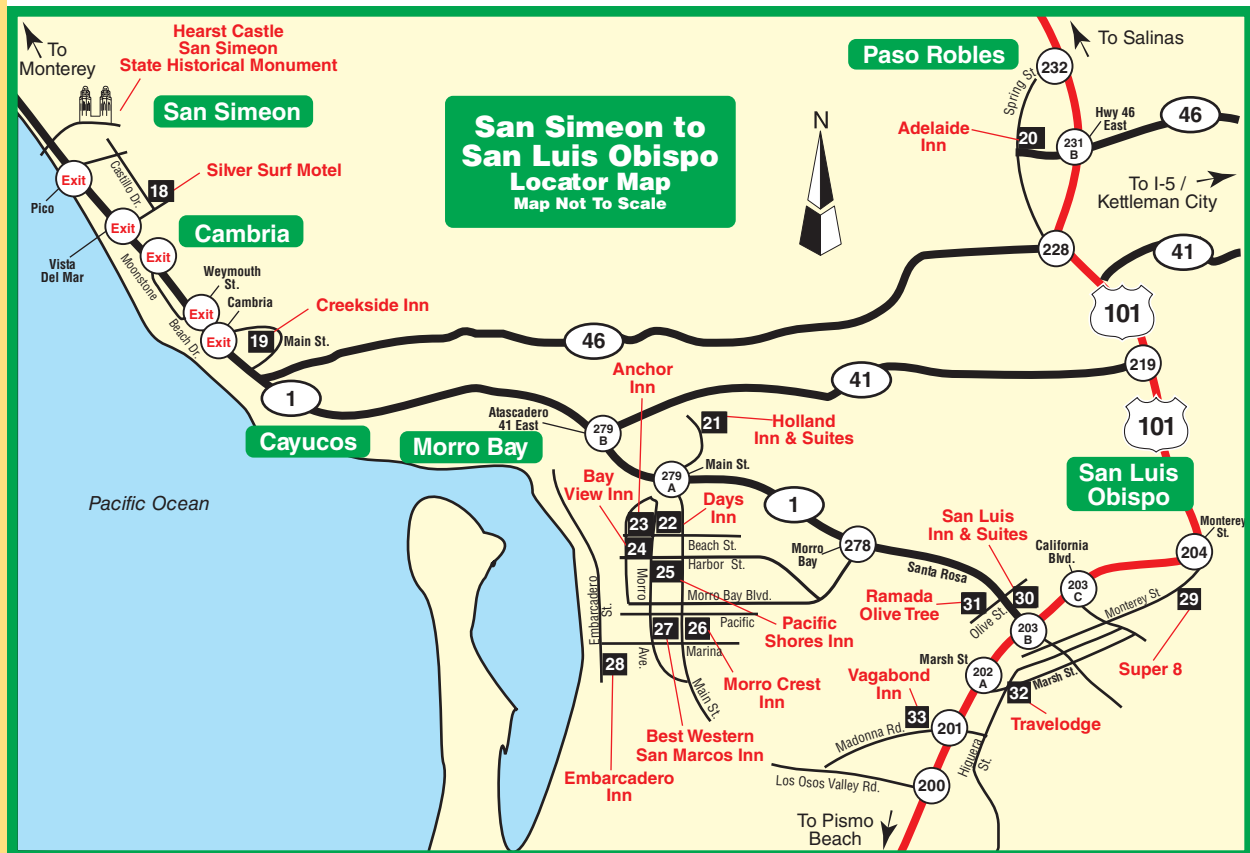 To
Monterey
Hearst Castle
San Simeon
State Historical Monument
San Simeon
Castillo Dr.
18
Silver Surf Motel
Exit
Pico
Exit
Vista
Del Mar
Cambria
Exit
Moonstone
Beach Dr.
Weymouth
St.
Exit
Cambria
Exit
19
Main St.
Creekside Inn
San Simeon to
San Luis Obispo
Locator Map
Map Not To Scale
N
Paso Robles
To Salinas
232
Spring St
Hwy 46
East
46
Adelaide
Inn
20
231
B
To I-5 /
Kettleman City
228
41
101
46
41
219
1
101
Cayucos
Morro Bay
Pacific Ocean
Atascadero
41 East
279
B
Anchor
Inn
21
Holland
Inn & Suites
279
A
Main St.
Bay
View Inn
Days
Inn
23
22
24
Beach St.
Harbor St.
25
Morro
Ave.
Morro Bay Blvd.
Pacific
27
26
Marina
Pacific
Shores Inn
Embarcadero
St.
28
Main St.
Morro Crest
Inn
Best Western
San Marcos Inn
Embarcadero
Inn
1
Morro
Bay
278
Santa Rosa
San Luis
Obispo
San Luis
Inn & Suites
California
Blvd.
Monterey
St.
204
203
C
Ramada
Olive Tree
31
30
Olive St.
203
B
Monterey St
29
Super 8
Marsh St
202
A
Marsh St.
32
Travelodge
Vagabond
Inn
33
201
Madonna Rd.
Higuera
St.
Los Osos Valley Rd.
200
To Pismo
Beach